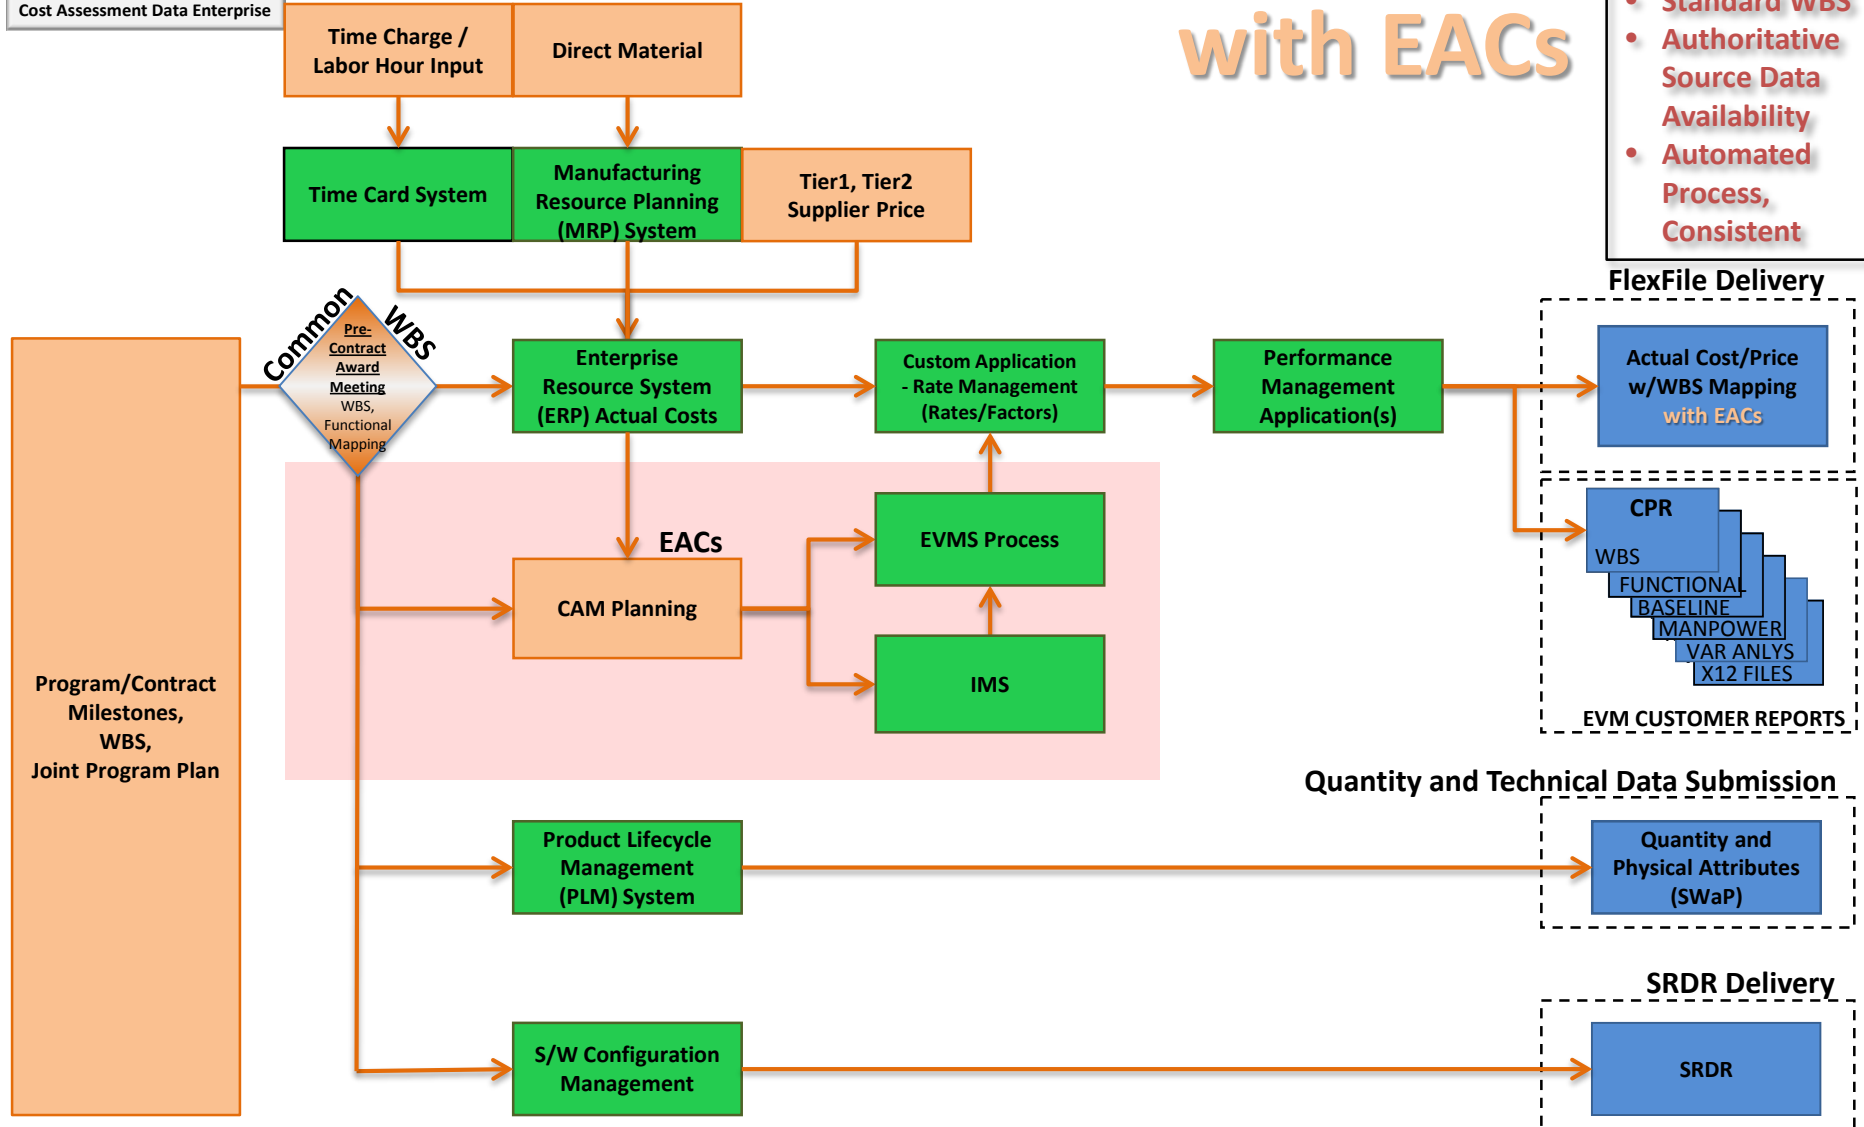 Cost Assessment Data Enterprise
with EACs
• Standard WBS
• Authoritative
Source Data
Availability
• Automated
Process,
Consistent
Time Charge /
Labor Hour Input
Direct Material
Time Card System
Manufacturing
Resource Planning
(MRP) System
Tier1, Tier2
Supplier Price
FlexFile Delivery
Common WBS
Pre-
Contract
Award
Meeting
WBS,
Functional
Mapping
Enterprise
Resource System
(ERP) Actual Costs
Custom Application
- Rate Management
(Rates/Factors)
Performance
Management
Application(s)
Actual Cost/Price
w/WBS Mapping
with EACs
EACs
CAM Planning
EVMS Process
IMS
CPR
WBS
FUNCTIONAL
BASELINE
MANPOWER
VAR ANLYS
X12 FILES
EVM CUSTOMER REPORTS
Program/Contract
Milestones,
WBS,
Joint Program Plan
Quantity and Technical Data Submission
Product Lifecycle
Management
(PLM) System
Quantity and
Physical Attributes
(SWaP)
SRDR Delivery
S/W Configuration
Management
SRDR